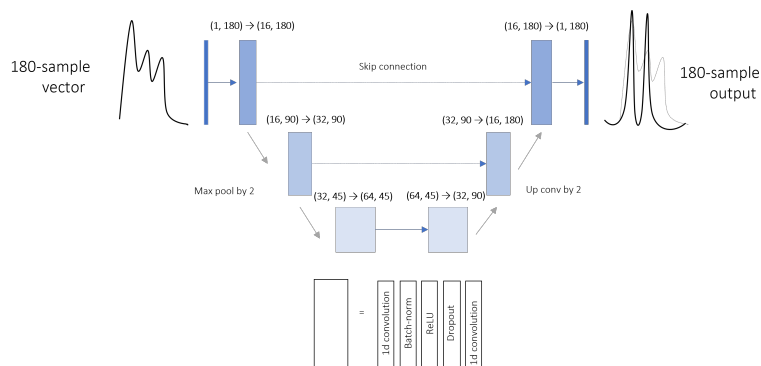 (1, 180) → (16, 180)
(16, 180) → (1, 180)
180-sample
vector
Skip connection
180-sample
output
(16, 90) → (32, 90)
(32, 90 → (16, 180)
Max pool by 2
(32, 45) → (64, 45)
(64, 45) → (32, 90)
Up conv by 2
=
1d convolution
Batch-norm
ReLU
Dropout
1d convolution